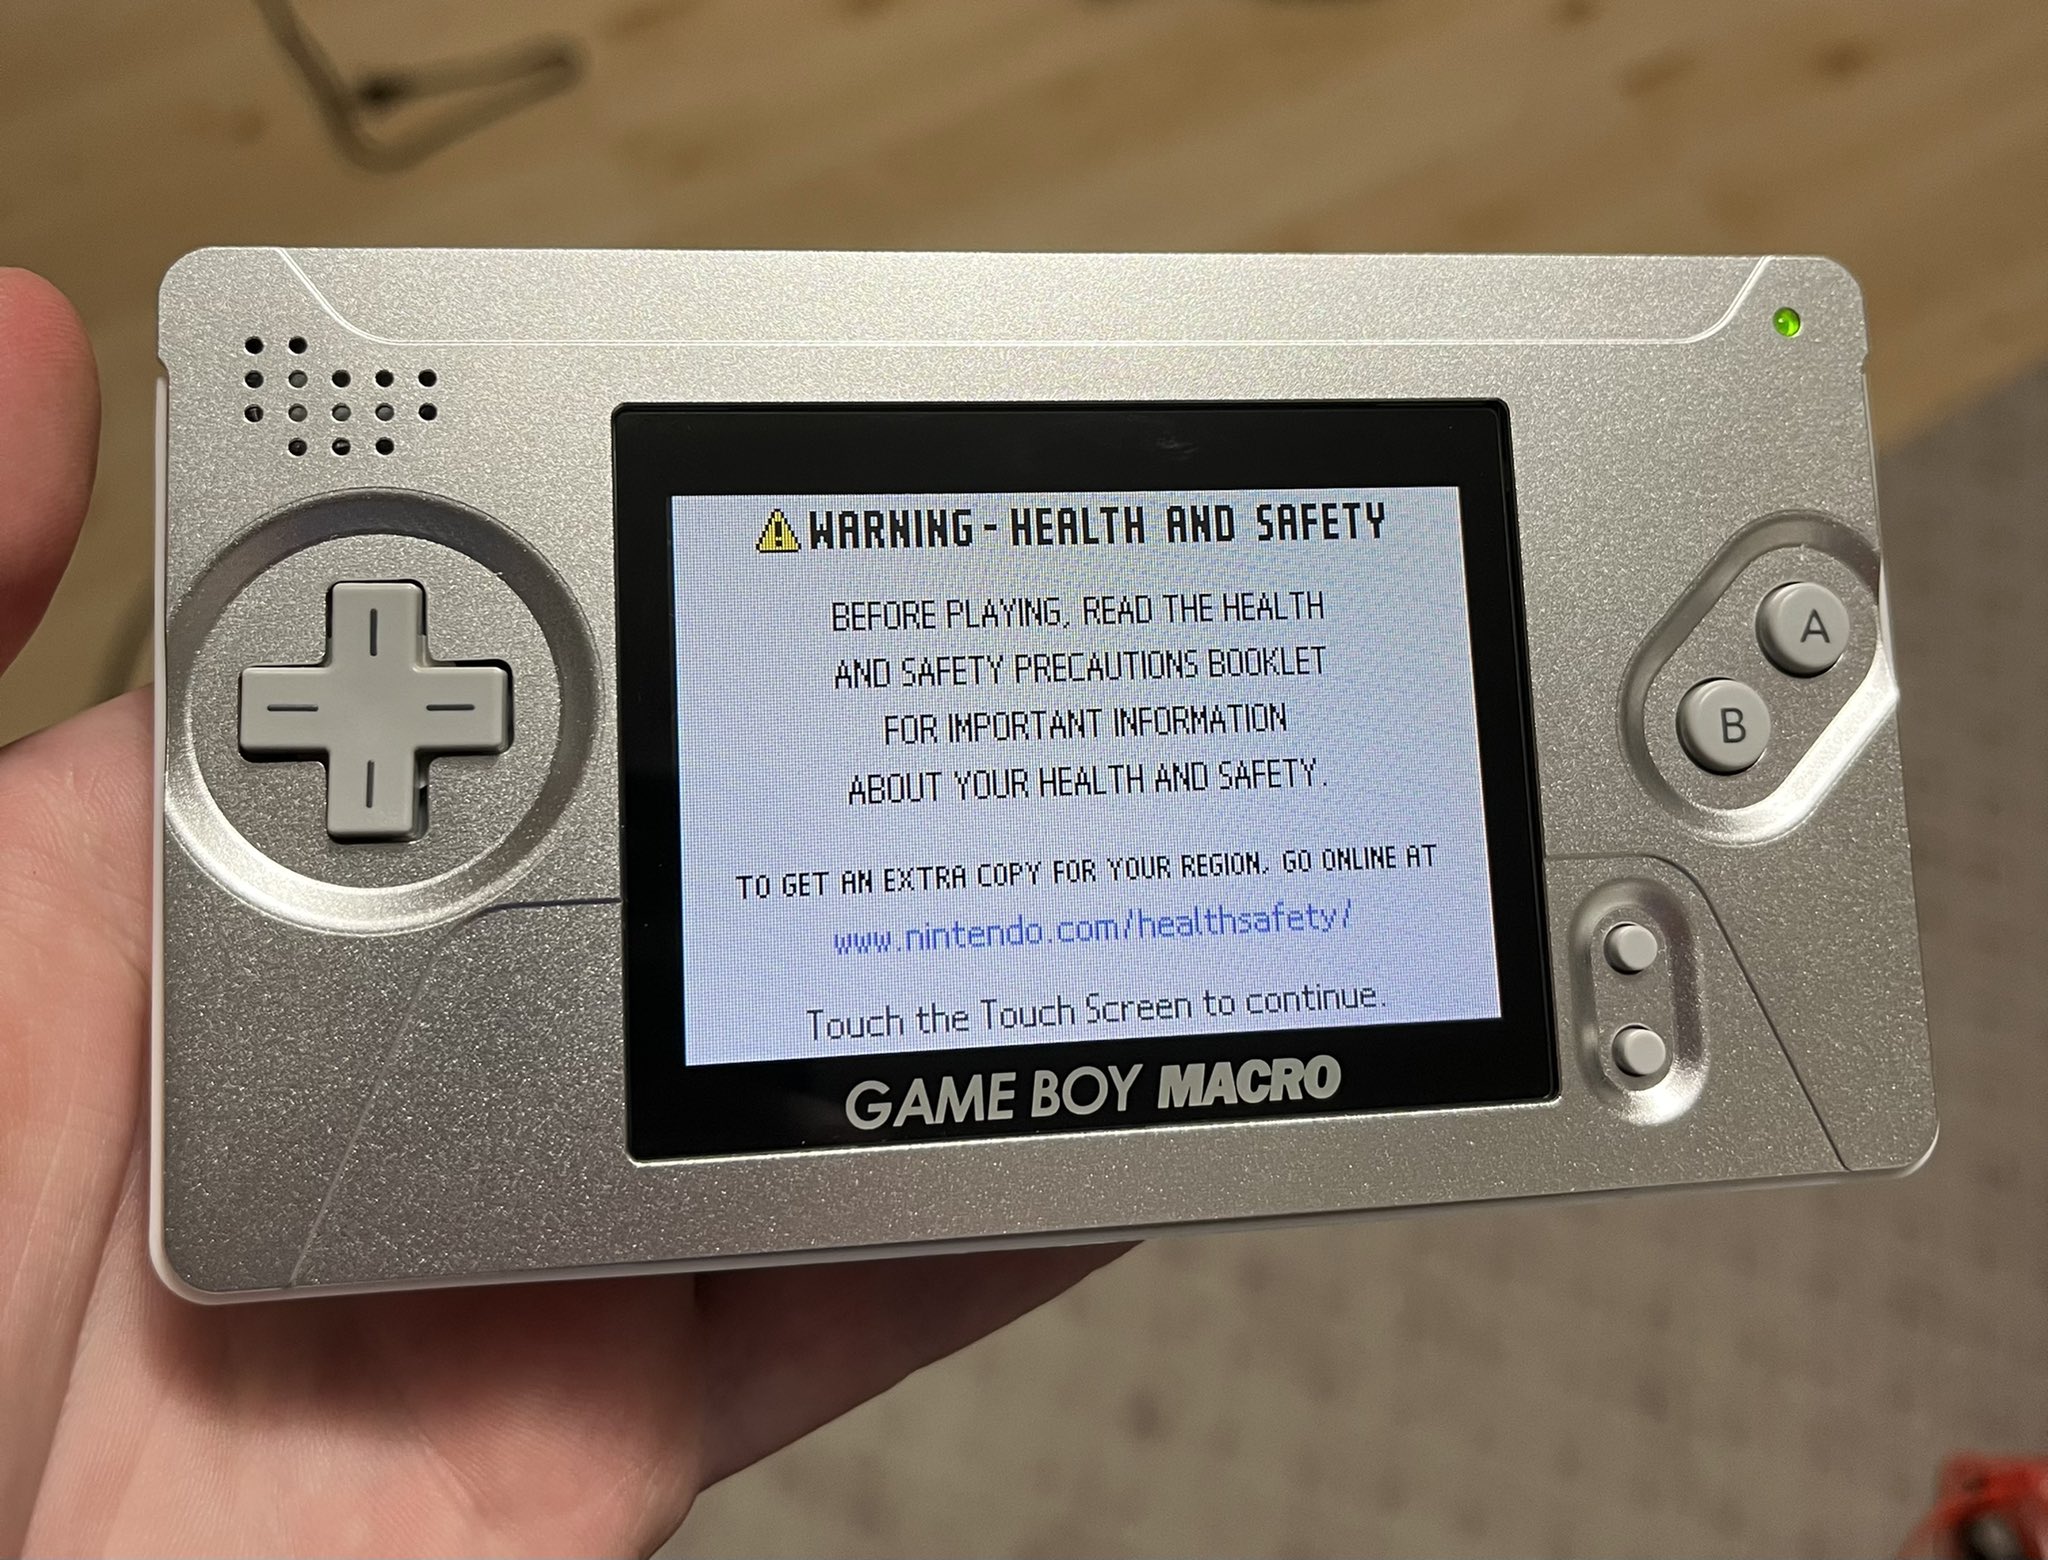 WARNING - HEALTH AND SAFETY
BEFORE PLAYING, READ THE HEALTH
AND SAFETY PRECAUTIONS BOOKLET
FOR IMPORTANT INFORMATION
ABOUT YOUR HEALTH AND SAFETY.
TO GET AN EXTRA COPY FOR YOUR REGION, GO ONLINE AT
www.nintendo.com/healthsafety/
Touch the Touch Screen to continue.
GAME BOY MACRO
A
B